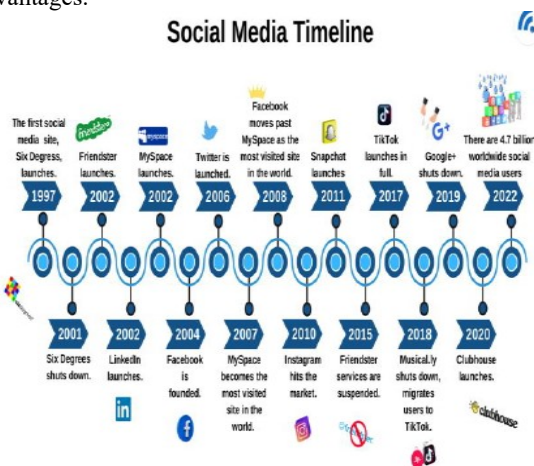 vantages.
Social Media Timeline
The first social
media site,
Six Degress,
launches.
1997
Friendster
launches.
2002
myspace
MySpace
launches.
2002
Twitter is
launched.
2006
Facebook
moves past
MySpace as the
most visited site
in the world.
2008
Snapchat
launches
2011
TikTok
launches in
full.
2017
G+
Google+
shuts down.
2019
There are 4.7 billion
worldwide social
media users
2022
2001
Six Degrees
shuts down.
2002
LinkedIn
launches.
in
2004
Facebook
is
founded.
f
2007
MySpace
becomes the
most visited
site in the
world.
2010
Instagram
hits the
market.
2015
Friendster
services are
suspended.
2018
Musical.ly
shuts down,
migrates
users to
TikTok.
2020
Clubhouse
launches.
clubhouse